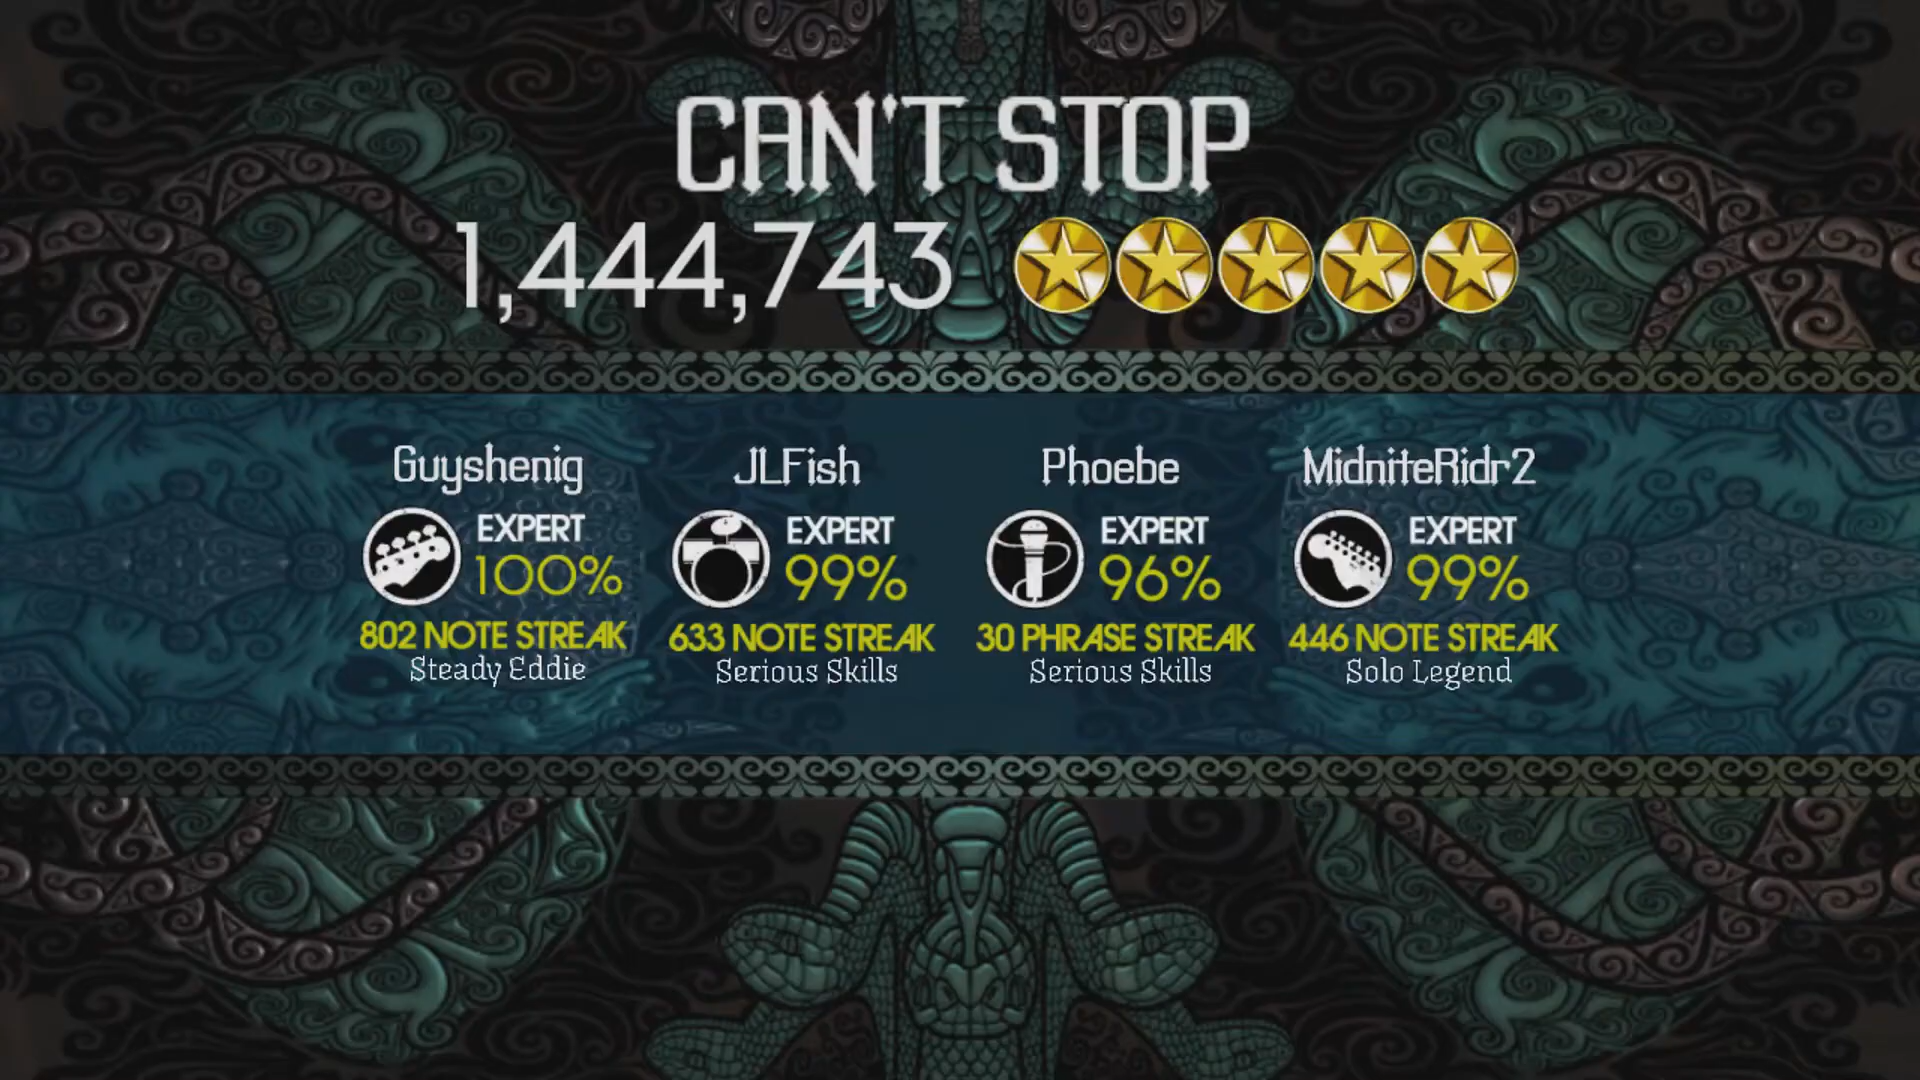 CAN'T STOP
1,444,743
Guyshenig
EXPERT
100%
802 NOTE STREAK
Steady Eddie
JLFish
EXPERT
99%
633 NOTE STREAK
Serious Skills
Phoebe
EXPERT
96%
30 PHRASE STREAK
Serious Skills
MidniteRidr2
EXPERT
99%
446 NOTE STREAK
Solo Legend